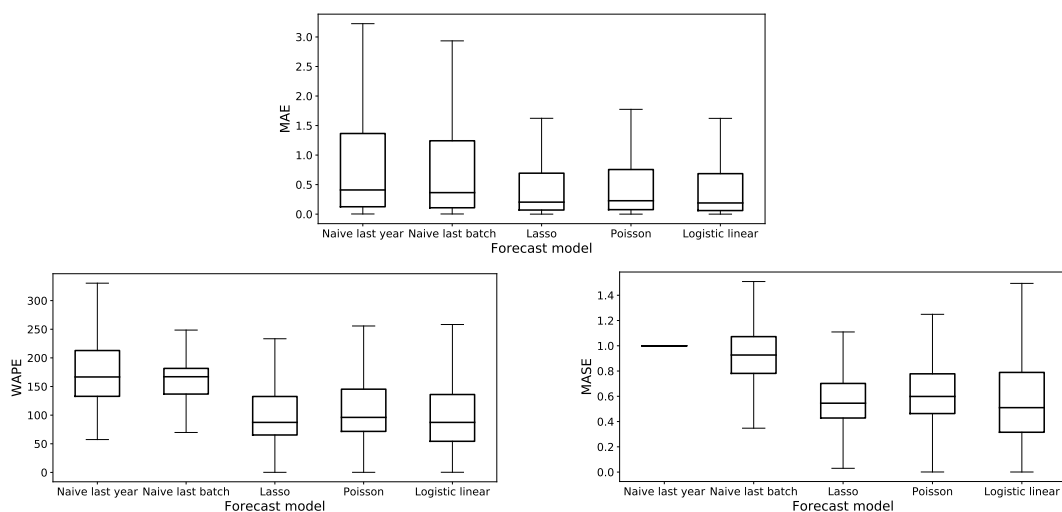 3.0
2.5
2.0
1.5
1.0
0.5
0.0
MAE
Naive last year Naive last batch Lasso Poisson Logistic linear
Forecast model
300
250
200
150
100
50
0
WAPE
Naive last year Naive last batch Lasso Poisson Logistic linear
Forecast model
1.4
1.2
1.0
0.8
0.6
0.4
0.2
0.0
MASE
Naive last year Naive last batch Lasso Poisson Logistic linear
Forecast model